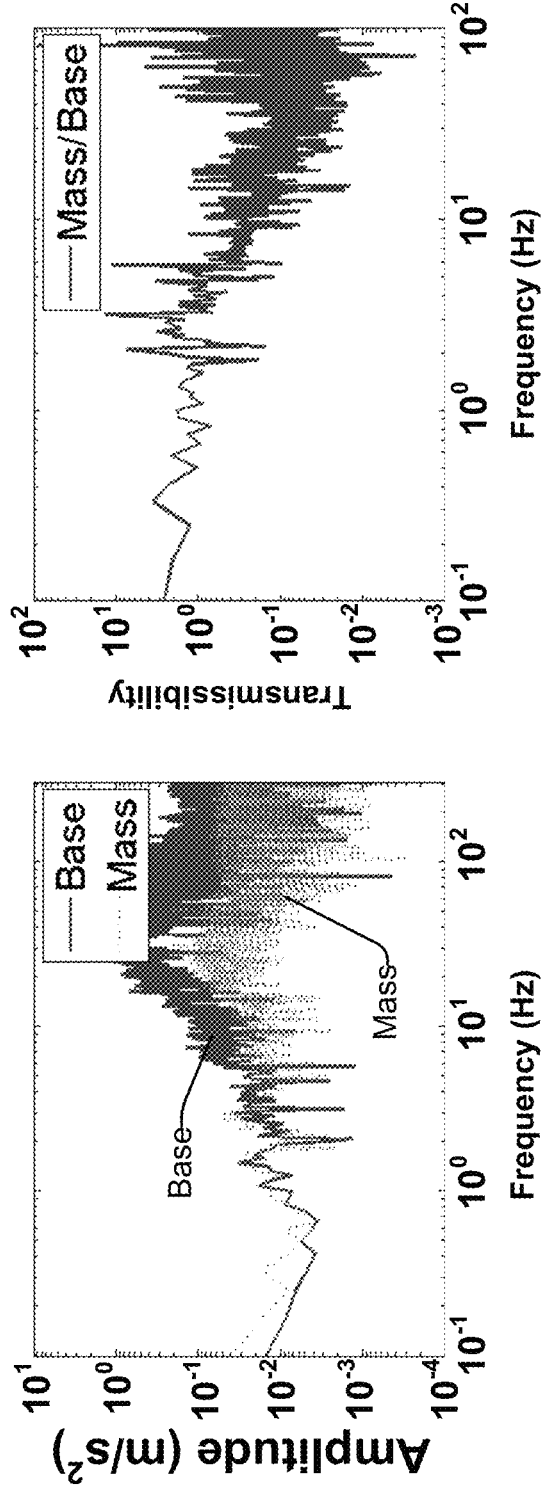 Amplitude (m/s²)
10¹
10⁰
10⁻¹
10⁻²
10⁻³
10⁻⁴
10⁻¹
10⁰
10¹
10²
Frequency (Hz)
Base
Mass
Base
Mass
Transmissibility
10²
10¹
10⁰
10⁻¹
10⁻²
10⁻³
10⁻¹
10⁰
10¹
10²
Frequency (Hz)
Mass/Base